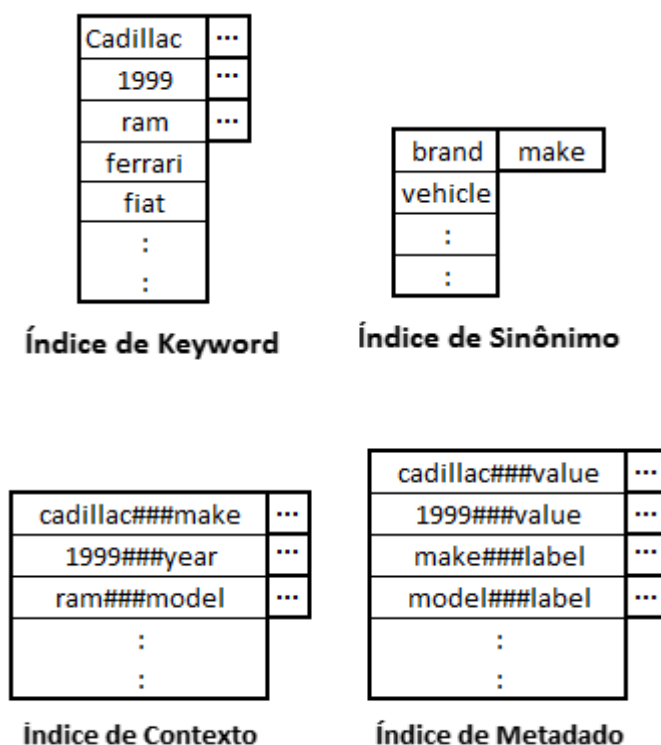 Cadillac ...
1999 ...
ram ...
ferrari
fiat
:
:
Índice de Keyword
brand make
vehicle
:
:
Índice de Sinônimo
cadillac###make ...
1999###year ...
ram###model ...
:
:
Índice de Contexto
cadillac###value ...
1999###value ...
make###label ...
model###label ...
:
:
Índice de Metadado